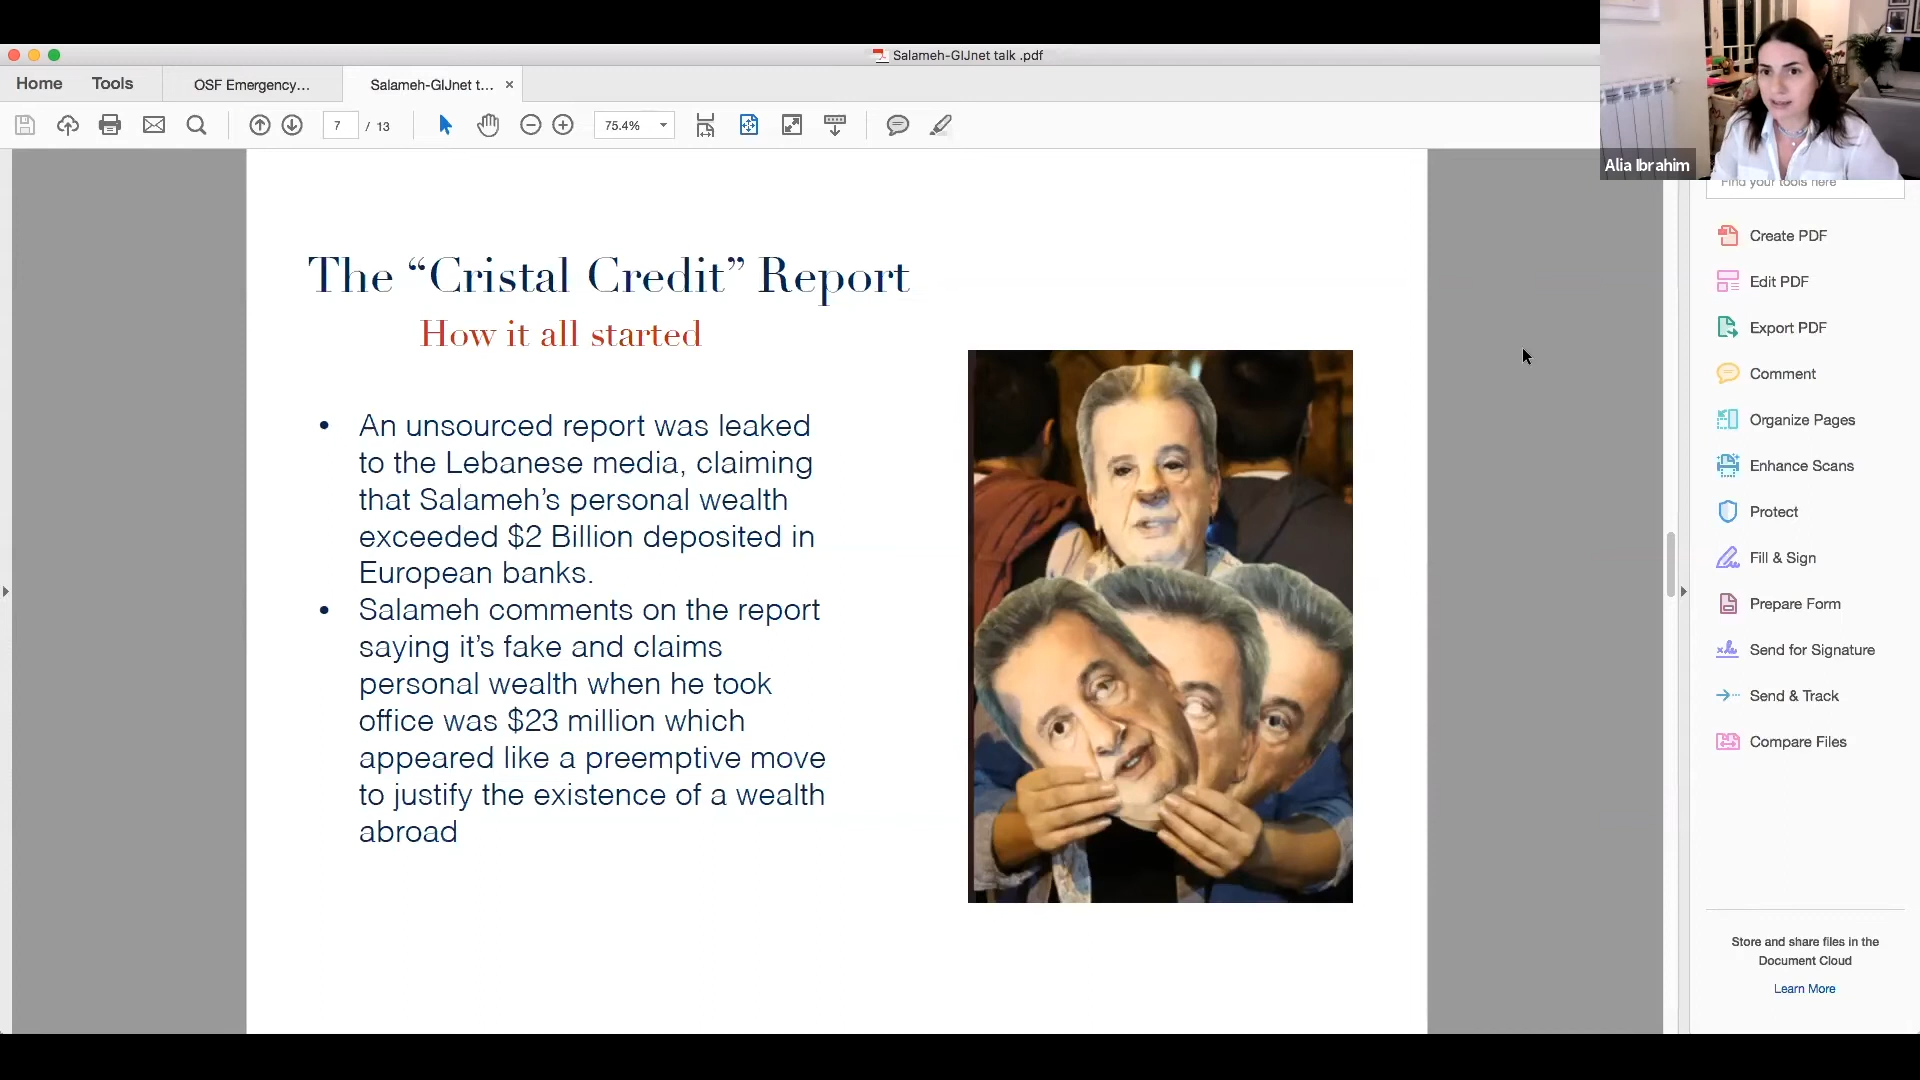 Salameh-GIJnet talk .pdf
Home
Tools
OSF Emergency...
Salameh-GIJnet t...
7 / 13
75.4%
Alia Ibrahim
Find your tools here
The “Cristal Credit” Report
How it all started
• An unsourced report was leaked
to the Lebanese media, claiming
that Salameh’s personal wealth
exceeded $2 Billion deposited in
European banks.
• Salameh comments on the report
saying it’s fake and claims
personal wealth when he took
office was $23 million which
appeared like a preemptive move
to justify the existence of a wealth
abroad
Create PDF
Edit PDF
Export PDF
Comment
Organize Pages
Enhance Scans
Protect
Fill & Sign
Prepare Form
Send for Signature
Send & Track
Compare Files
Store and share files in the
Document Cloud
Learn More